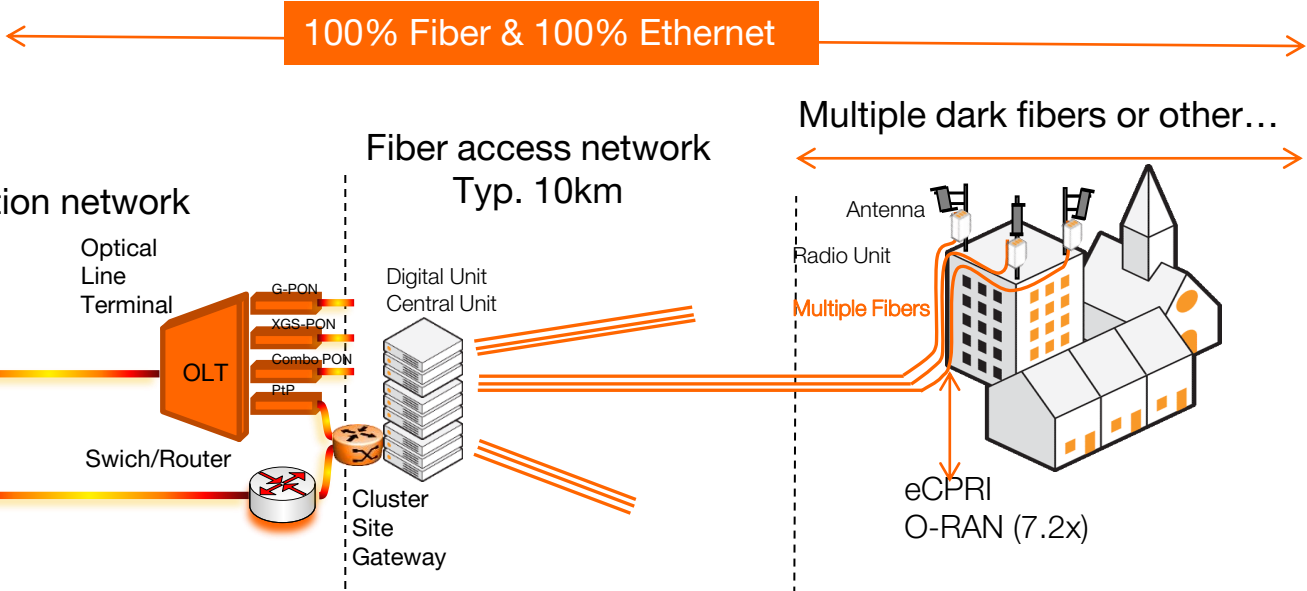 100% Fiber & 100% Ethernet
Multiple dark fibers or other…
Fiber access network
Typ. 10km
tion network
Optical
Line
Terminal
G-PON
XGS-PON
Combo PON
PtP
OLT
Swich/Router
Digital Unit
Central Unit
Cluster
Site
Gateway
Antenna
Radio Unit
Multiple Fibers
eCPRI
O-RAN (7.2x)